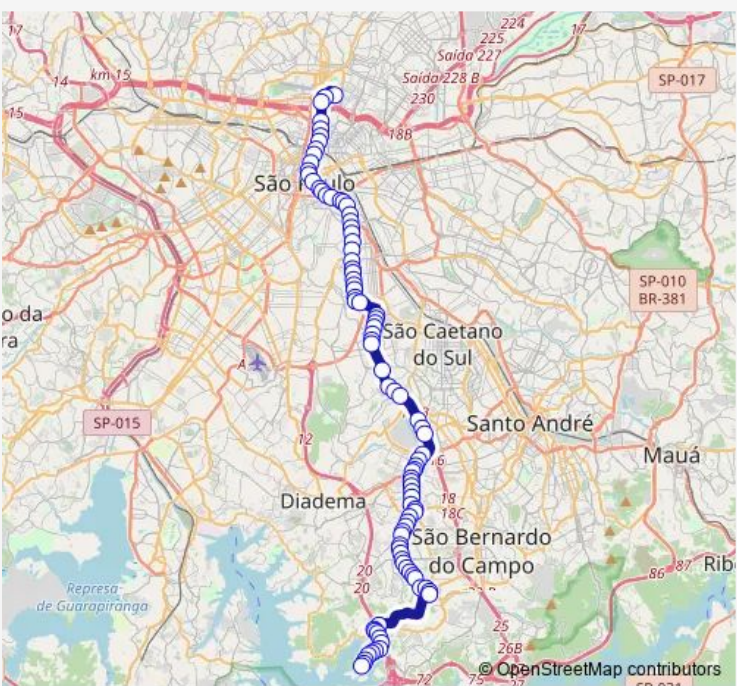 17
224
17
225
Saída 227
km 15
14
Saída 228 B
SP-017
230
15
18B
São Paulo
SP-010
BR-381
o da
ra
São Caetano
do Sul
A
SP-015
Santo André
12
Mauá
16
Diadema
18
18C
São Bernardo
do Campo
Rib
20
20
86
87
Represa
de Guarapiranga
25
26B
© OpenStreetMap contributors
72
75